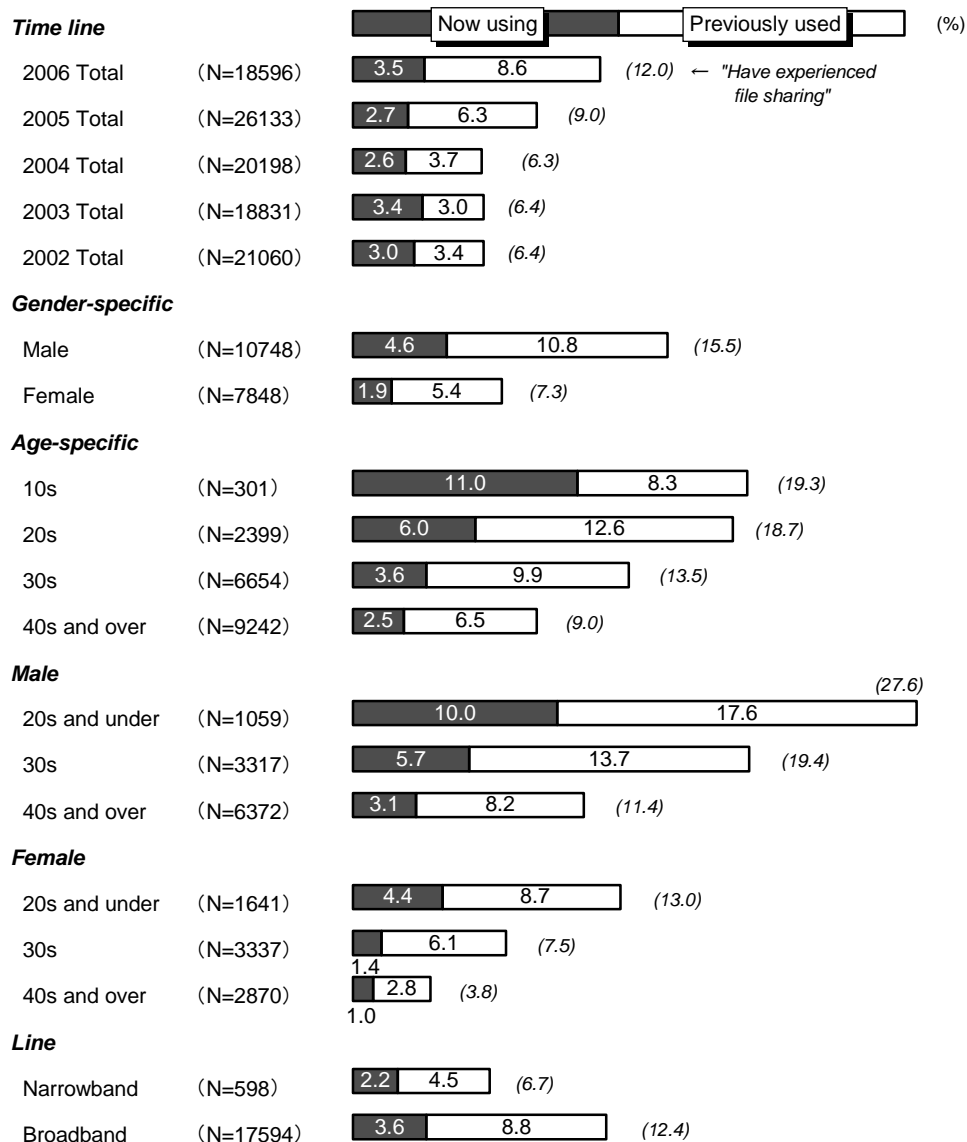 Time line Now using Previously used (%)
2006 Total （N=18596） 3.5 8.6 (12.0) ← "Have experienced
file sharing"
2005 Total （N=26133） 2.7 6.3 (9.0)
2004 Total （N=20198） 2.6 3.7 (6.3)
2003 Total （N=18831） 3.4 3.0 (6.4)
2002 Total （N=21060） 3.0 3.4 (6.4)
Gender-specific
Male （N=10748） 4.6 10.8 (15.5)
Female （N=7848） 1.9 5.4 (7.3)
Age-specific
10s （N=301） 11.0 8.3 (19.3)
20s （N=2399） 6.0 12.6 (18.7)
30s （N=6654） 3.6 9.9 (13.5)
40s and over （N=9242） 2.5 6.5 (9.0)
Male
20s and under （N=1059） 10.0 17.6 (27.6)
30s （N=3317） 5.7 13.7 (19.4)
40s and over （N=6372） 3.1 8.2 (11.4)
Female
20s and under （N=1641） 4.4 8.7 (13.0)
30s （N=3337） 1.4 6.1 (7.5)
40s and over （N=2870） 1.0 2.8 (3.8)
Line
Narrowband （N=598） 2.2 4.5 (6.7)
Broadband （N=17594） 3.6 8.8 (12.4)